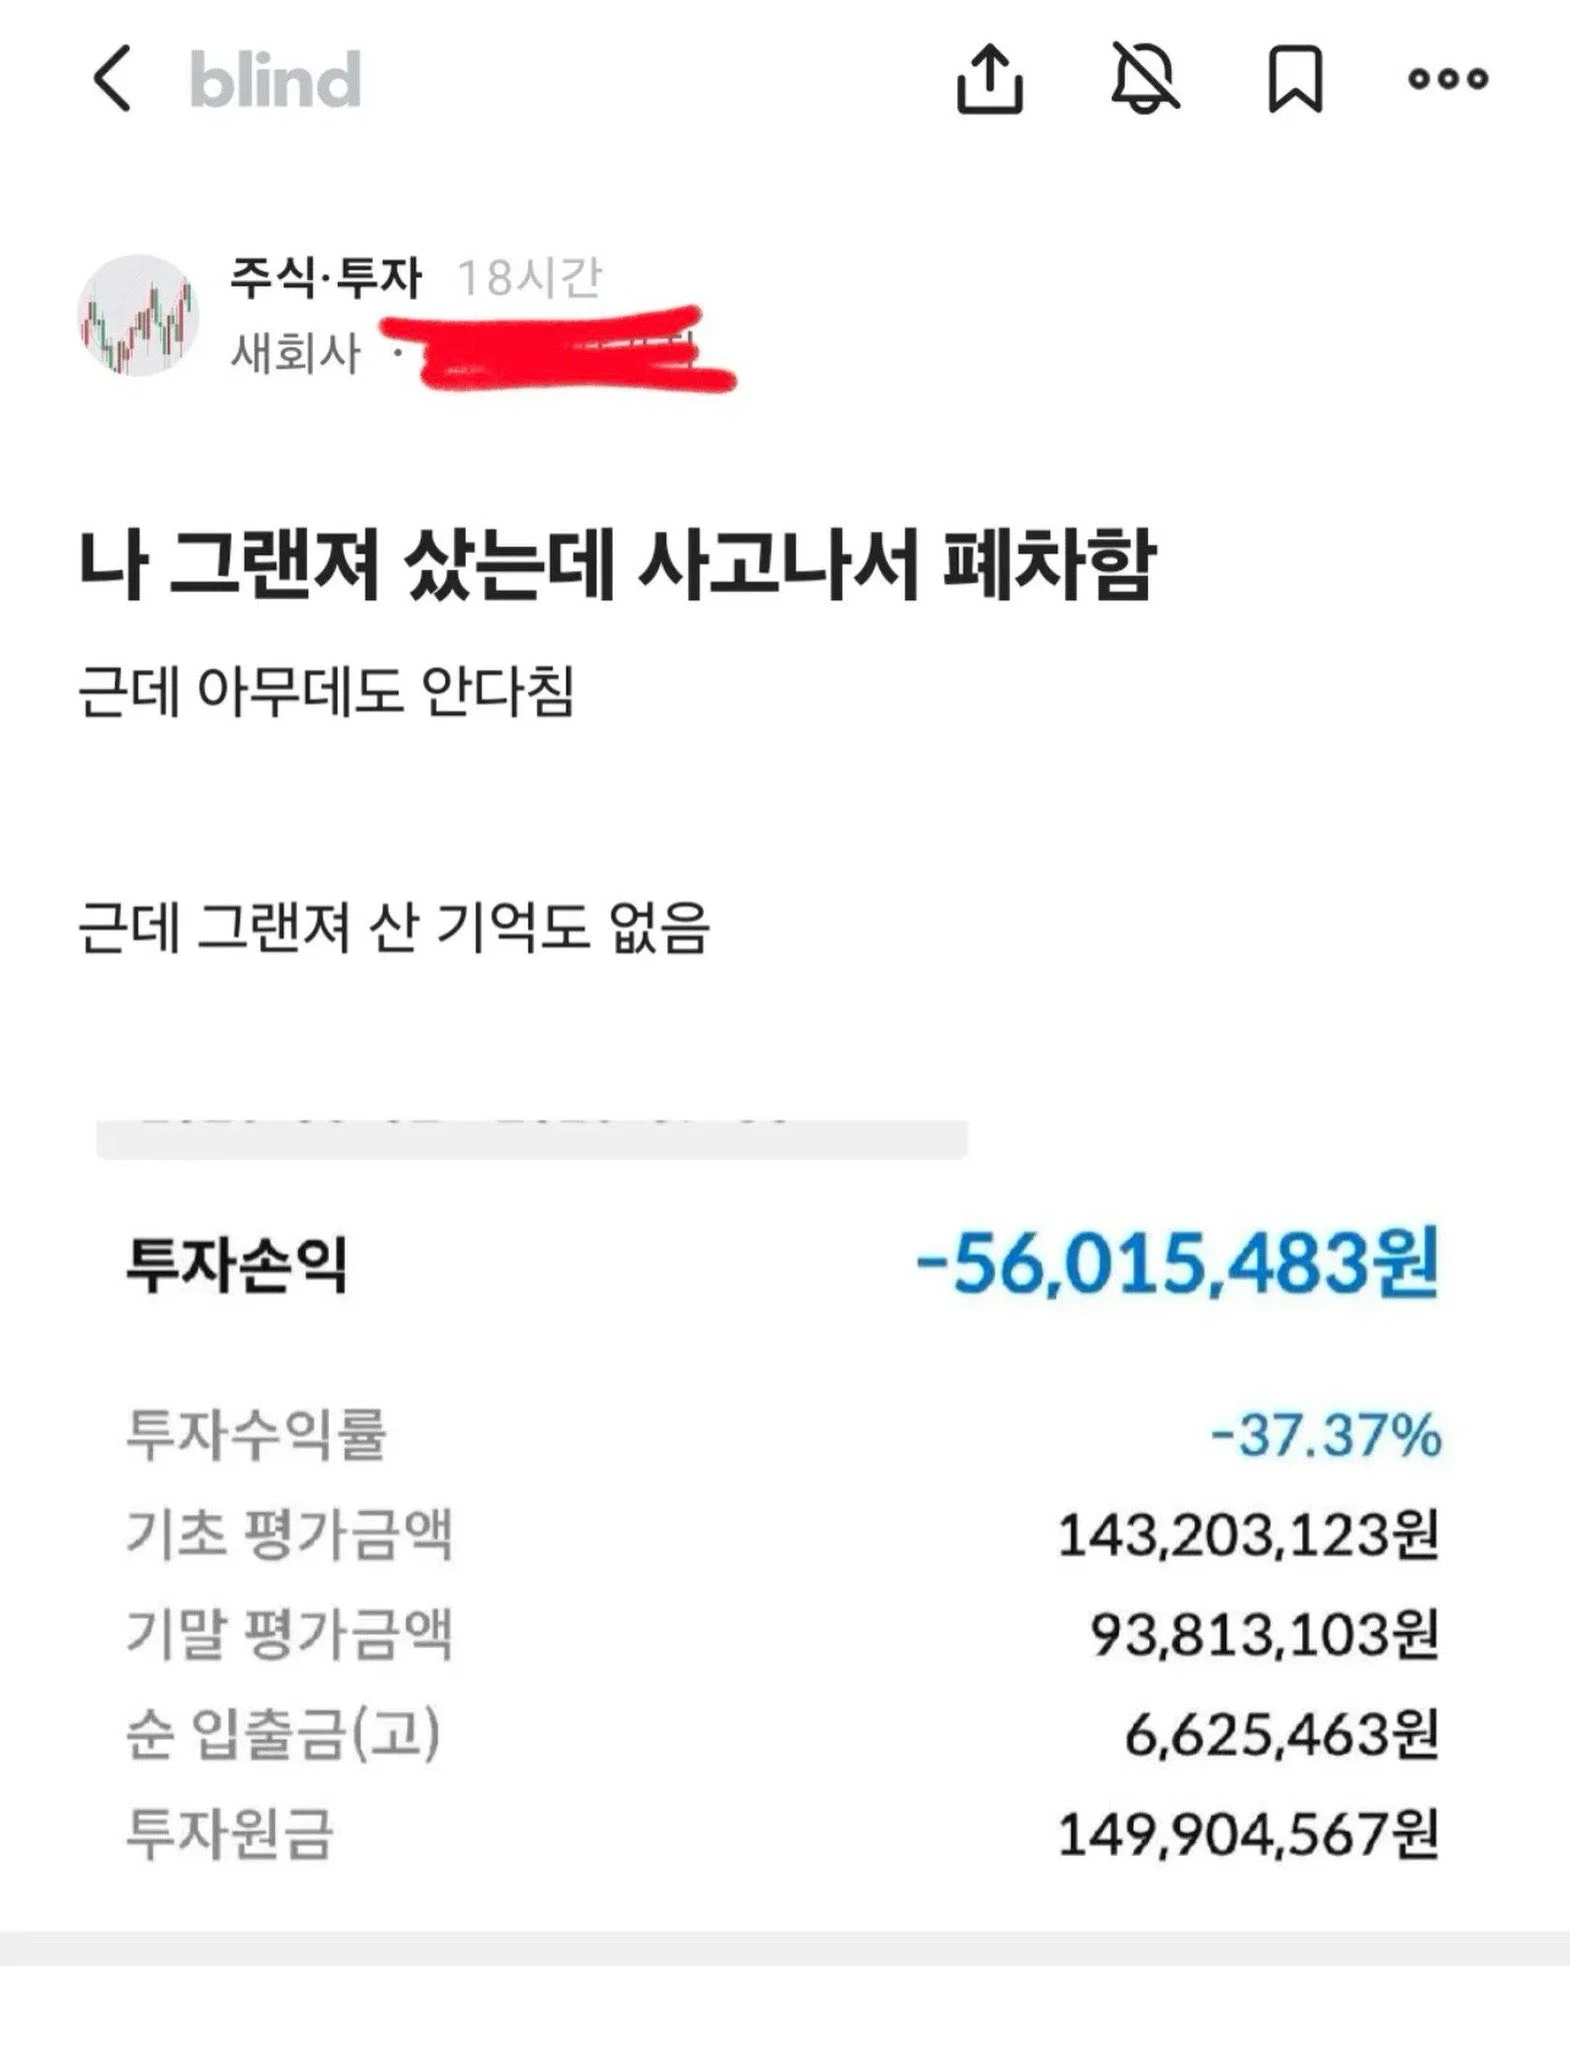 blind
주식·투자 18시간
새회사 ·
나 그랜져 샀는데 사고나서 폐차함
근데 아무데도 안다침
근데 그랜져 산 기억도 없음
투자손익 -56,015,483원
투자수익률 -37.37%
기초 평가금액 143,203,123원
기말 평가금액 93,813,103원
순 입출금(고) 6,625,463원
투자원금 149,904,567원